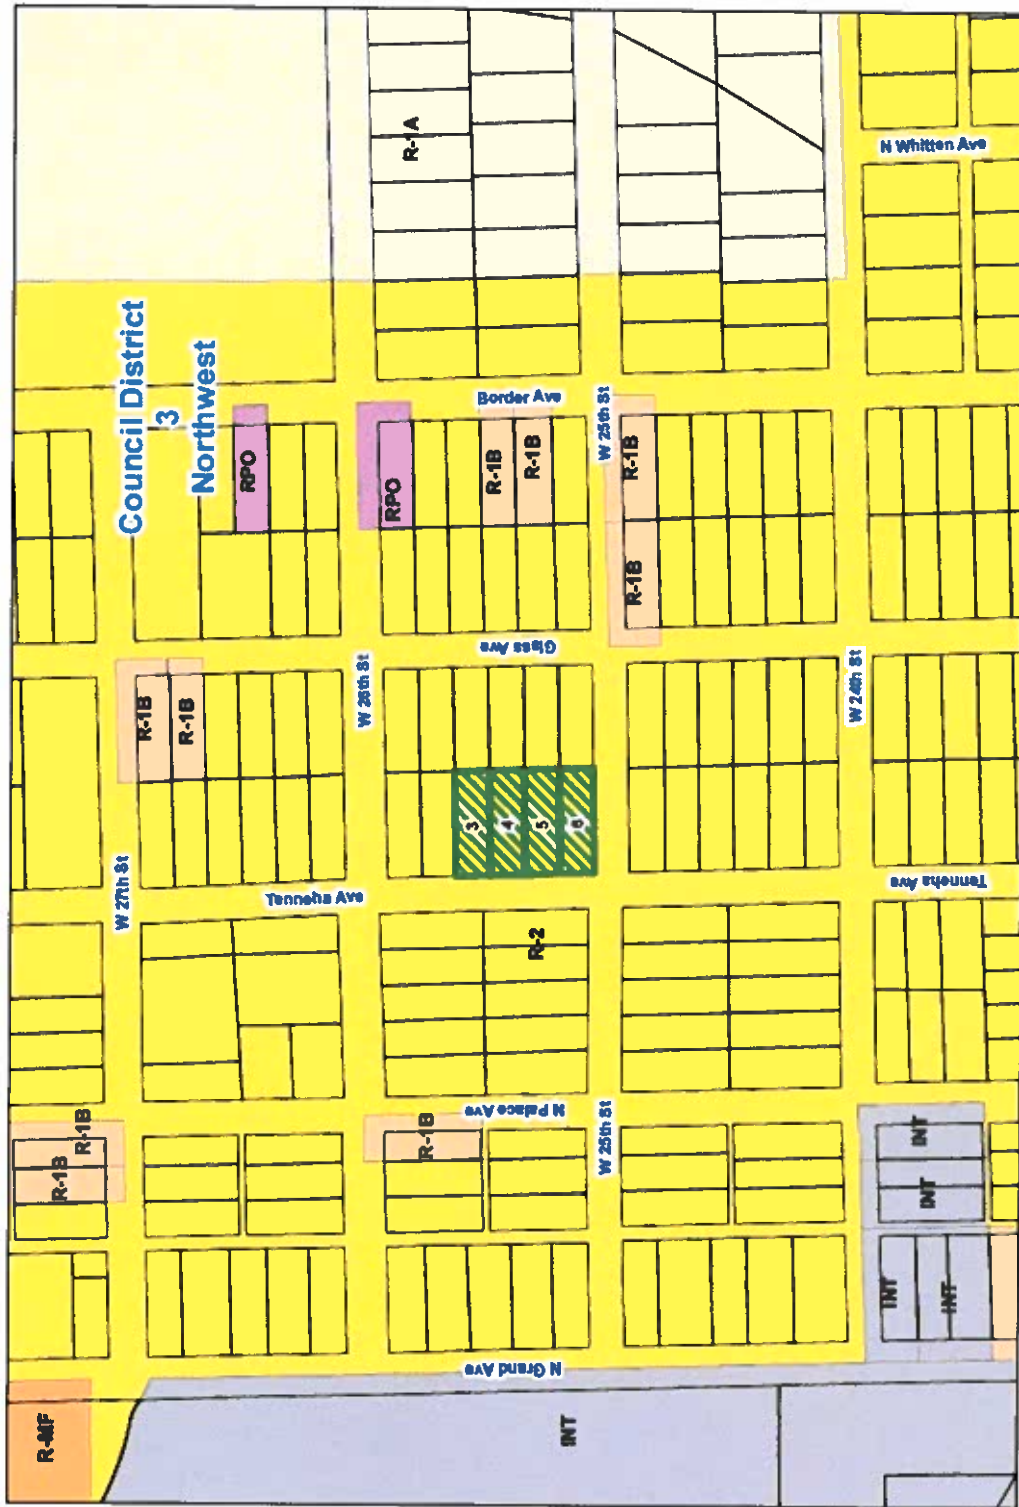 R-1A
N Whitten Ave
Council District
3
Northwest
RPO
Border Ave
W 25th St
RPO
R-1B
R-1B
R-1B
R-1B
Glass Ave
W 26th St
W 24th St
R-1B
R-1B
3
4
5
6
W 27th St
Tenneha Ave
Tenneha Ave
R-2
N Palace Ave
W 25th St
R-1B
R-1B
R-1B
INT
INT
INT
INT
N Grand Ave
R-MF
INT